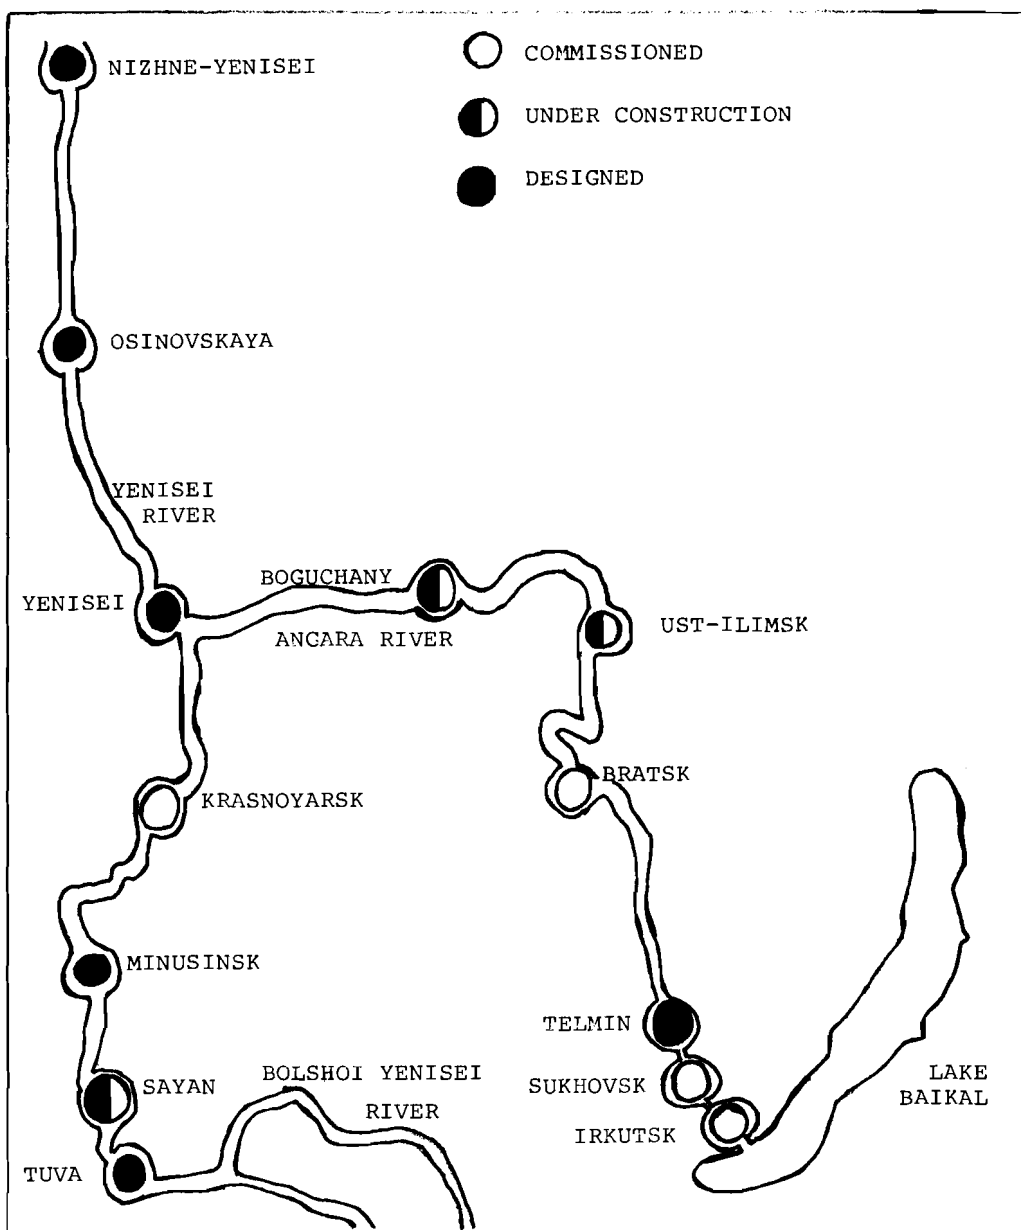 NIZHNE-YENISEI
COMMISSIONED
UNDER CONSTRUCTION
DESIGNED
OSINOVSKAYA
YENISEI
RIVER
BOGUCHANY
YENISEI
ANCARA RIVER
UST-ILIMSK
BRATSK
KRASNOYARSK
MINUSINSK
TELMIN
SAYAN
BOLSHOI YENISEI
RIVER
SUKHOVSK
LAKE
BAIKAL
IRKUTSK
TUVA